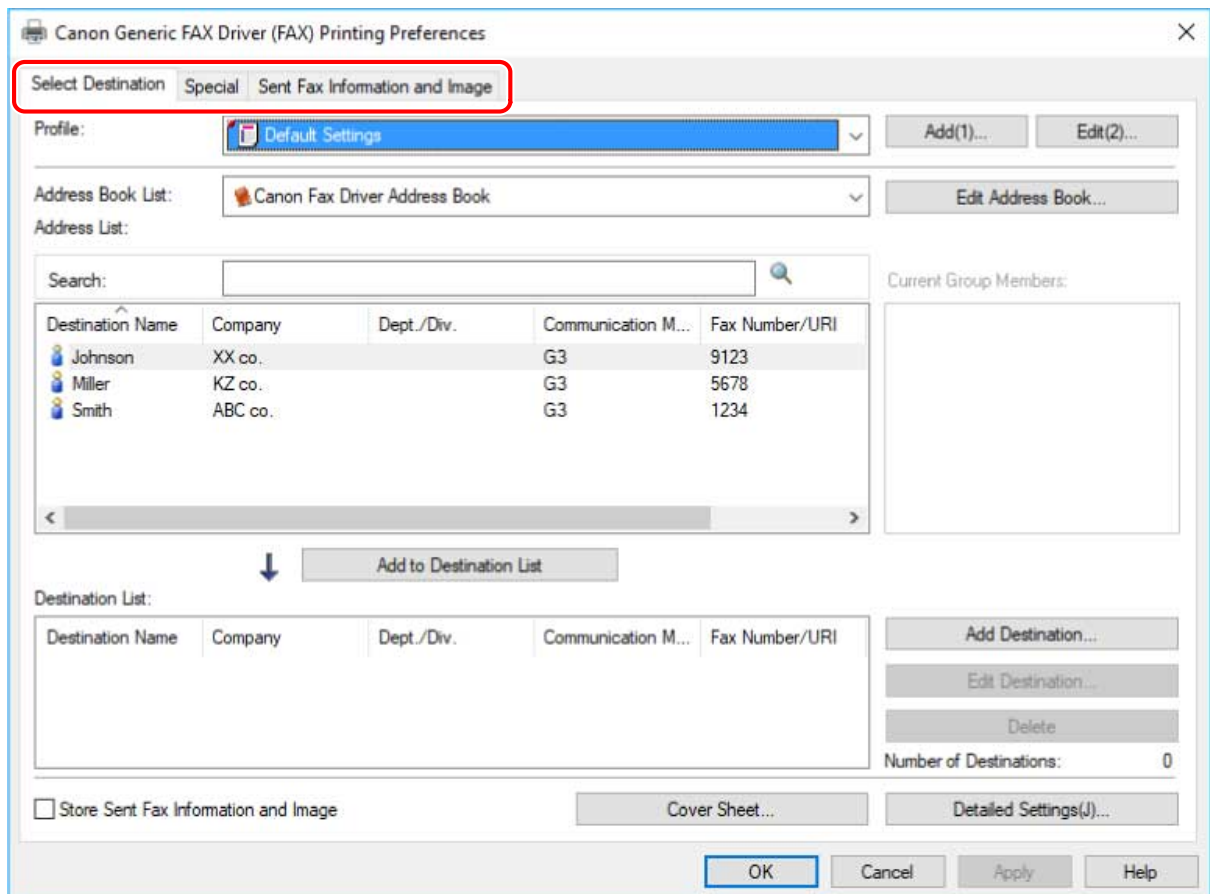 Canon Generic FAX Driver (FAX) Printing Preferences
Select Destination Special Sent Fax Information and Image
Profile: Default Settings Add(1)... Edit(2)...
Address Book List: Canon Fax Driver Address Book Edit Address Book...
Address List:
Search: Current Group Members:
Destination Name Company Dept./Div. Communication M... Fax Number/URI
Johnson XX co. G3 9123
Miller KZ co. G3 5678
Smith ABC co. G3 1234
Add to Destination List
Destination List:
Destination Name Company Dept./Div. Communication M... Fax Number/URI
Add Destination...
Edit Destination...
Delete
Number of Destinations: 0
Store Sent Fax Information and Image Cover Sheet... Detailed Settings(J)...
OK Cancel Apply Help